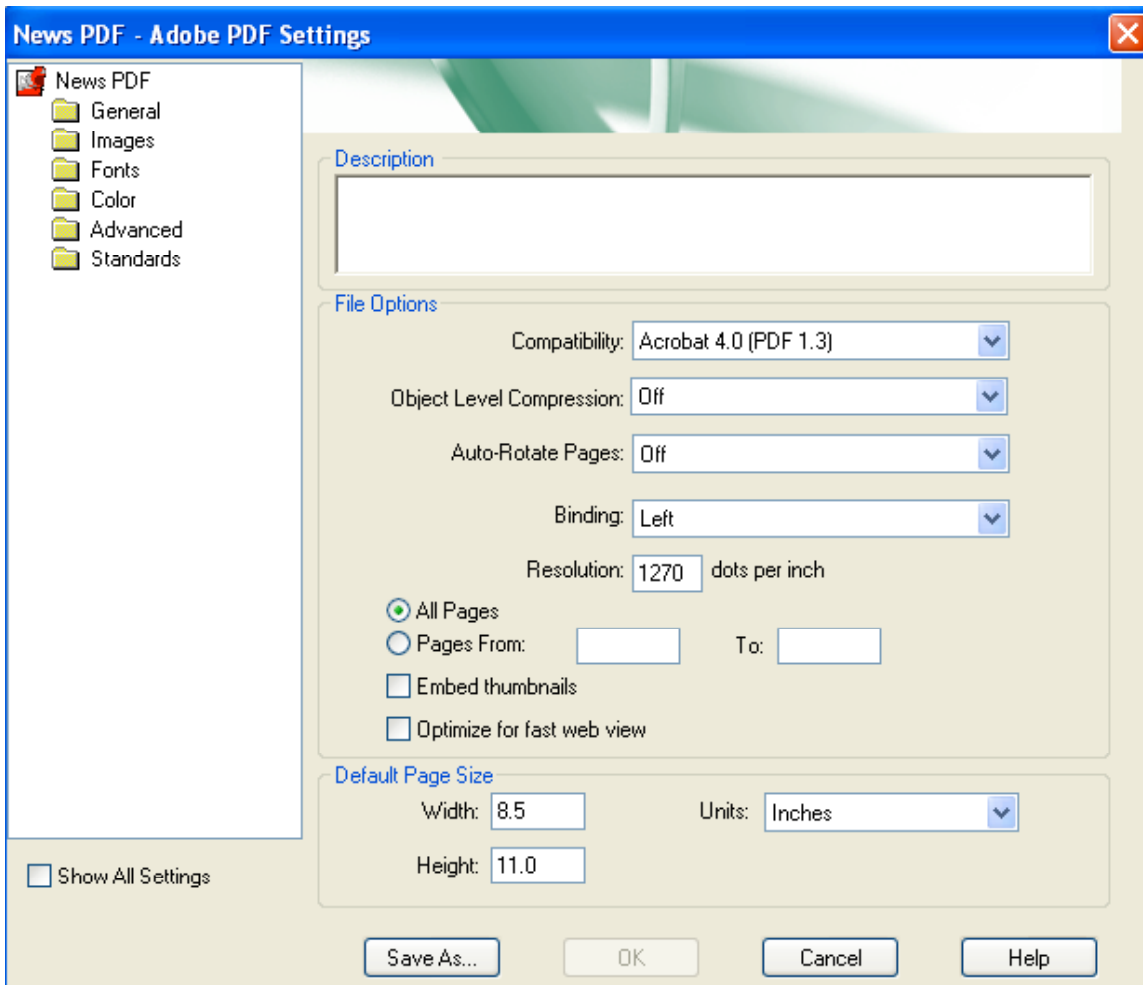 News PDF - Adobe PDF Settings
News PDF
General
Images
Fonts
Color
Advanced
Standards
Show All Settings
Description
File Options
Compatibility: Acrobat 4.0 (PDF 1.3)
Object Level Compression: Off
Auto-Rotate Pages: Off
Binding: Left
Resolution: 1270 dots per inch
All Pages
Pages From: To:
Embed thumbnails
Optimize for fast web view
Default Page Size
Width: 8.5 Units: Inches
Height: 11.0
Save As... OK Cancel Help